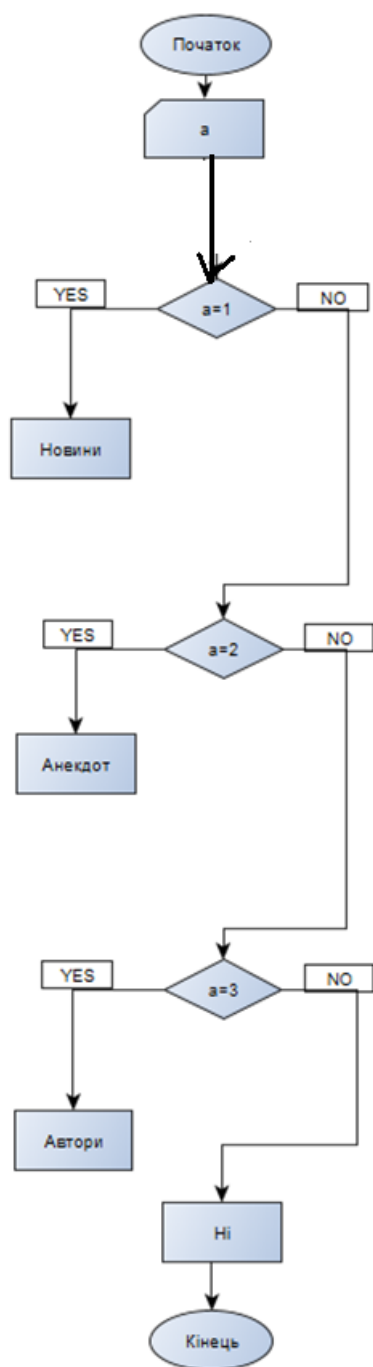 Початок
a
YES
NO
a=1
Новини
YES
NO
a=2
Анекдот
YES
NO
a=3
Автори
Ні
Кінець